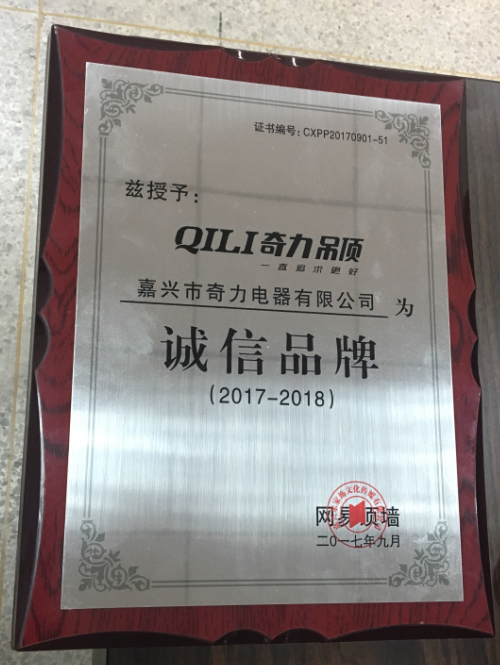 证书编号：CXPP20170901-51
兹授予：
QILI奇力吊顶
一直追求更好
嘉兴市奇力电器有限公司 为
诚信品牌
(2017-2018)
网易顶墙
二〇一七年九月